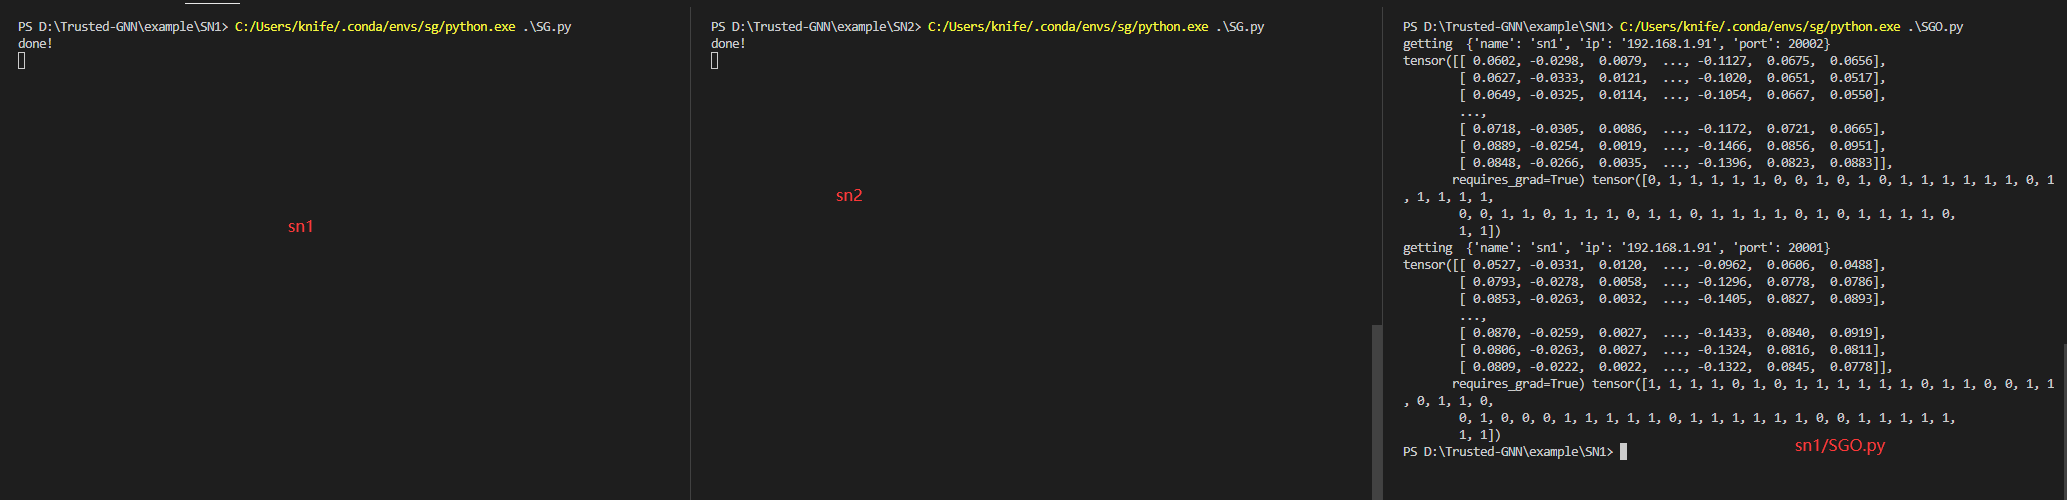 PS D:\Trusted-GNN\example\SN1> C:/Users/knife/.conda/envs/sg/python.exe .\SG.py
done!
sn1
PS D:\Trusted-GNN\example\SN2> C:/Users/knife/.conda/envs/sg/python.exe .\SG.py
done!
sn2
PS D:\Trusted-GNN\example\SN1> C:/Users/knife/.conda/envs/sg/python.exe .\SGO.py
getting  {'name': 'sn1', 'ip': '192.168.1.91', 'port': 20002}
tensor([[ 0.0602, -0.0298,  0.0079,  ..., -0.1127,  0.0675,  0.0656],
        [ 0.0627, -0.0333,  0.0121,  ..., -0.1020,  0.0651,  0.0517],
        [ 0.0649, -0.0325,  0.0114,  ..., -0.1054,  0.0667,  0.0550],
        ...,
        [ 0.0718, -0.0305,  0.0086,  ..., -0.1172,  0.0721,  0.0665],
        [ 0.0889, -0.0254,  0.0019,  ..., -0.1466,  0.0856,  0.0951],
        [ 0.0848, -0.0266,  0.0035,  ..., -0.1396,  0.0823,  0.0883]],
       requires_grad=True) tensor([0, 1, 1, 1, 1, 1, 0, 0, 1, 0, 1, 0, 1, 1, 1, 1, 1, 1, 0, 1
, 1, 1, 1, 1,
        0, 0, 1, 1, 0, 1, 1, 1, 0, 1, 1, 0, 1, 1, 1, 1, 0, 1, 0, 1, 1, 1, 1, 0,
        1, 1])
getting  {'name': 'sn1', 'ip': '192.168.1.91', 'port': 20001}
tensor([[ 0.0527, -0.0331,  0.0120,  ..., -0.0962,  0.0606,  0.0488],
        [ 0.0793, -0.0278,  0.0058,  ..., -0.1296,  0.0778,  0.0786],
        [ 0.0853, -0.0263,  0.0032,  ..., -0.1405,  0.0827,  0.0893],
        ...,
        [ 0.0870, -0.0259,  0.0027,  ..., -0.1433,  0.0840,  0.0919],
        [ 0.0806, -0.0263,  0.0027,  ..., -0.1324,  0.0816,  0.0811],
        [ 0.0809, -0.0222,  0.0022,  ..., -0.1322,  0.0845,  0.0778]],
       requires_grad=True) tensor([1, 1, 1, 1, 0, 1, 0, 1, 1, 1, 1, 1, 1, 0, 1, 1, 0, 0, 1, 1
, 0, 1, 1, 0,
        0, 1, 0, 0, 0, 1, 1, 1, 1, 1, 0, 1, 1, 1, 1, 1, 1, 0, 0, 1, 1, 1, 1, 1,
        1, 1])
PS D:\Trusted-GNN\example\SN1>
sn1/SGO.py